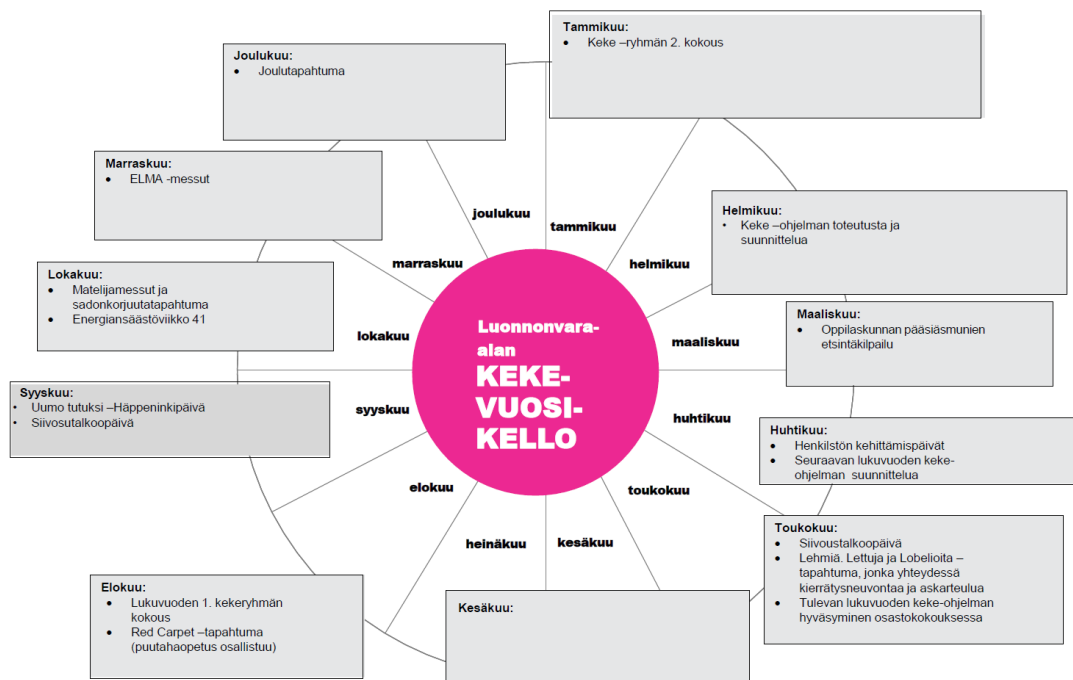 Tammikuu:
• Keke –ryhmän 2. kokous
Joulukuu:
• Joulutapahtuma
Marraskuu:
• ELMA -messut
Helmikuu:
• Keke –ohjelman toteutusta ja
suunnittelua
Lokakuu:
• Matelijamessut ja
sadonkorjuutatapahtuma
• Energiansäästöviikko 41
Maaliskuu:
• Oppilaskunnan pääsiäsmunien
etsintäkilpailu
Syyskuu:
• Uumo tutuksi –Häppeninkipäivä
• Siivosutalkoopäivä
Huhtikuu:
• Henkilstön kehittämispäivät
• Seuraavan lukuvuoden keke-
ohjelman suunnittelua
Toukokuu:
• Siivoustalkoopäivä
• Lehmiä. Lettuja ja Lobelioita –
tapahtuma, jonka yhteydessä
kierrätysneuvontaa ja askarteulua
• Tulevan lukuvuoden keke-ohjelman
hyväsyminen osastokokouksessa
Elokuu:
• Lukuvuoden 1. kekeryhmän
kokous
• Red Carpet –tapahtuma
(puutahaopetus osallistuu)
Kesäkuu:
joulukuu
tammikuu
marraskuu
helmikuu
lokakuu
maaliskuu
syyskuu
huhtikuu
elokuu
toukokuu
heinäkuu
kesäkuu
Luonnonvara-
alan
KEKE-
VUOSI-
KELLO